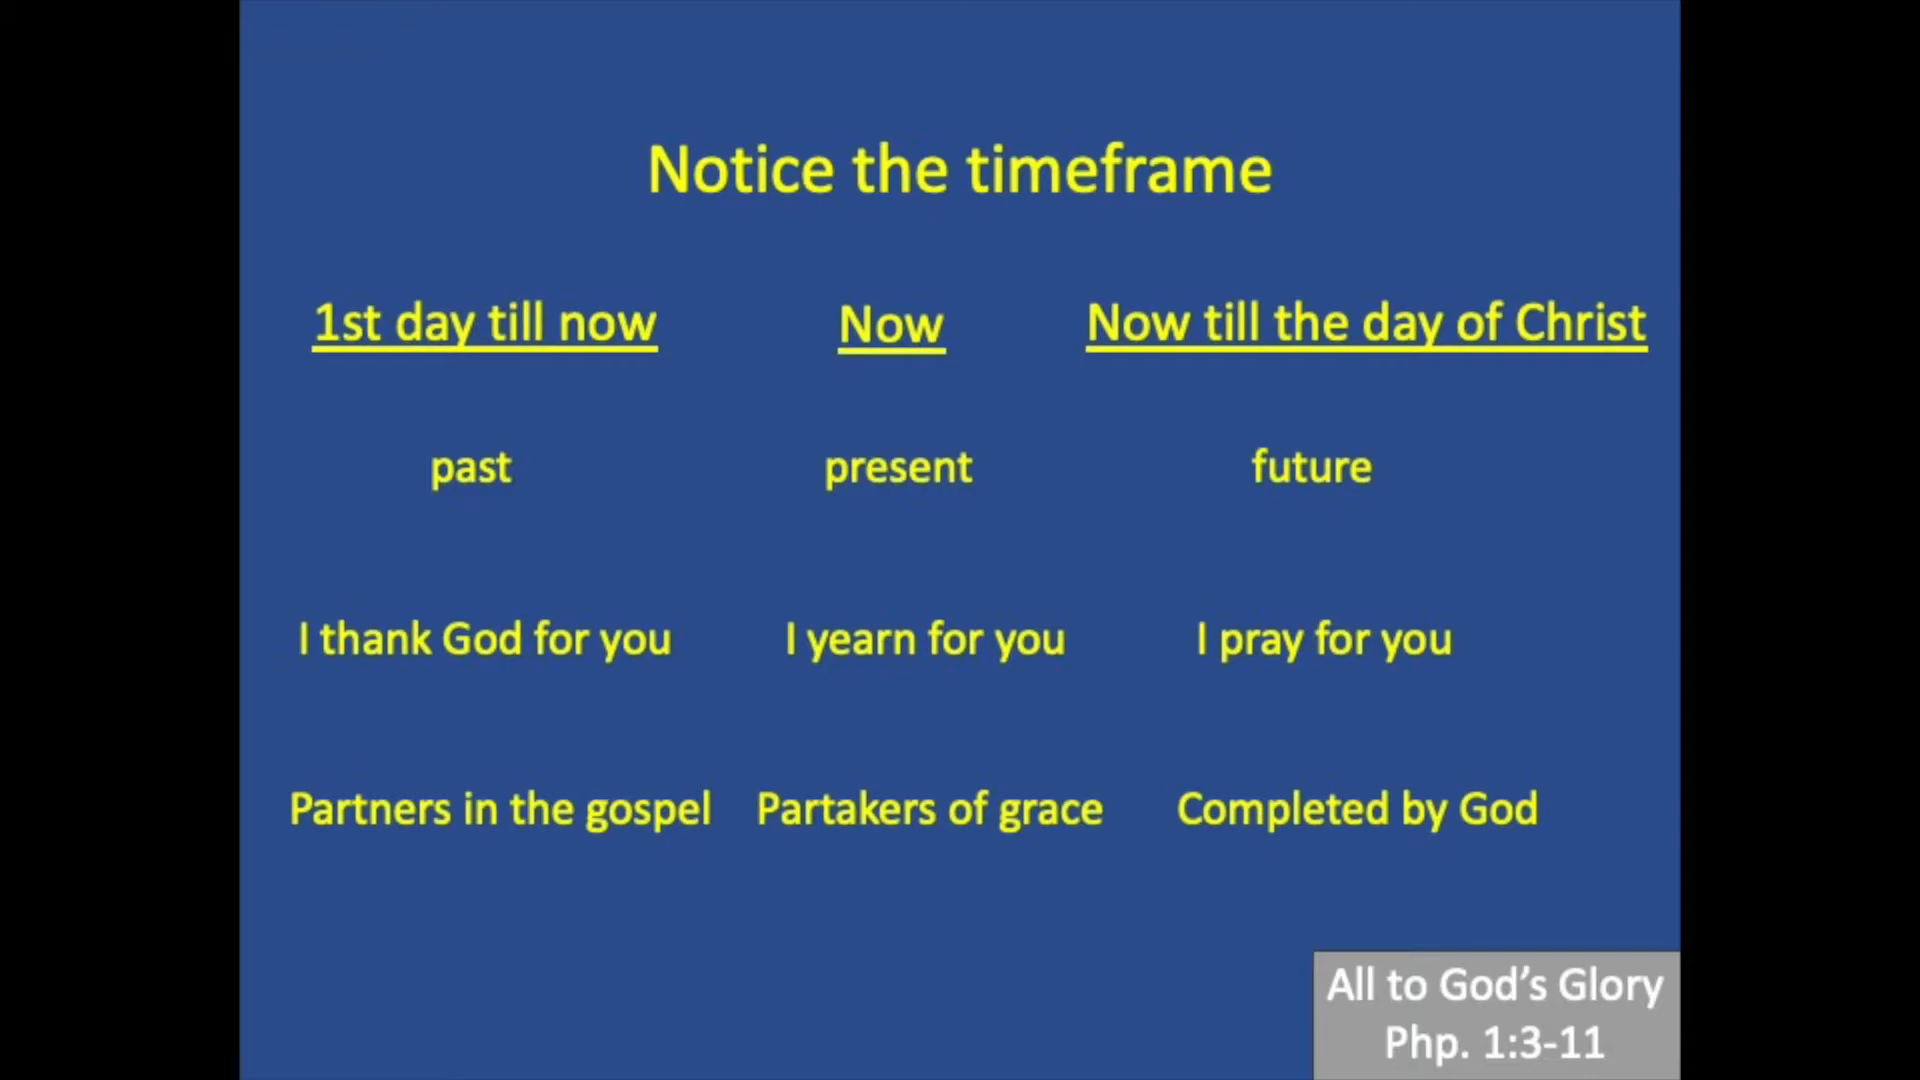 Notice the timeframe
1st day till now Now Now till the day of Christ
past present future
I thank God for you I yearn for you I pray for you
Partners in the gospel Partakers of grace Completed by God
All to God’s Glory
Php. 1:3-11